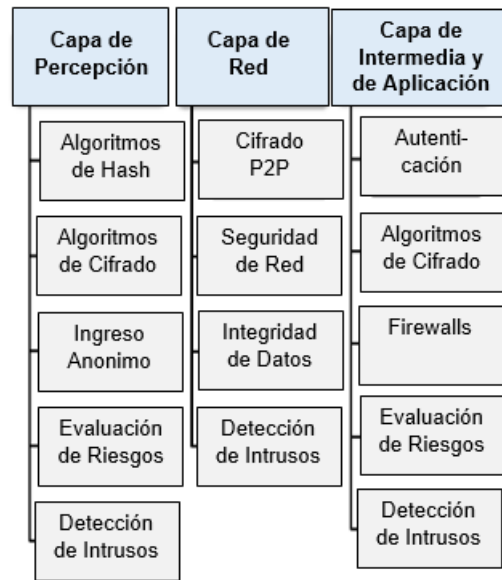 Capa de
Percepción
Algoritmos
de Hash
Algoritmos
de Cifrado
Ingreso
Anonimo
Evaluación
de Riesgos
Detección
de Intrusos
Capa de
Red
Cifrado
P2P
Seguridad
de Red
Integridad
de Datos
Detección
de Intrusos
Capa de
Intermedia y
de Aplicación
Autenti-
cación
Algoritmos
de Cifrado
Firewalls
Evaluación
de Riesgos
Detección
de Intrusos